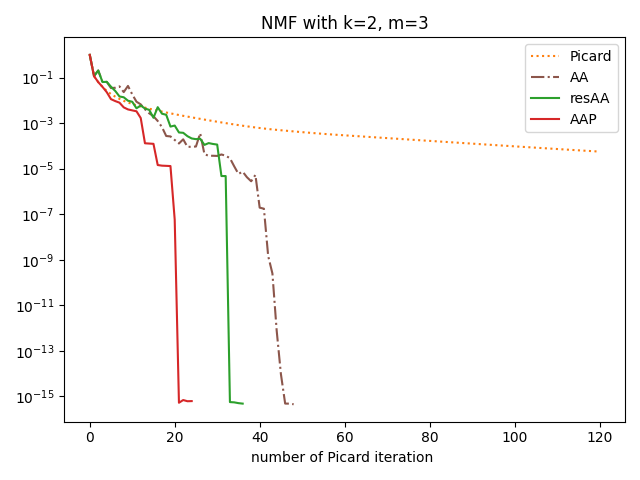 NMF with k=2, m=3
Picard
AA
resAA
AAP
10⁻¹
10⁻³
10⁻⁵
10⁻⁷
10⁻⁹
10⁻¹¹
10⁻¹³
10⁻¹⁵
0 20 40 60 80 100 120
number of Picard iteration